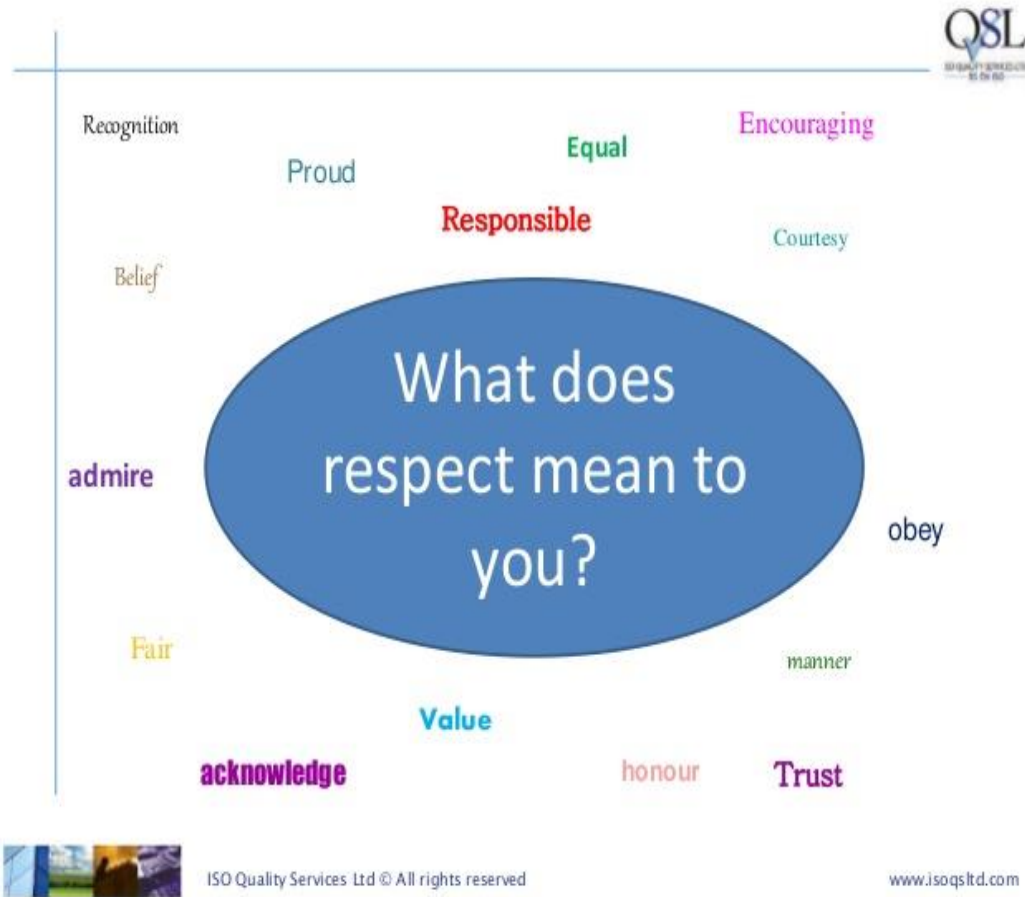 QSL
Recognition
Proud
Equal
Encouraging
Responsible
Courtesy
Belief
What does
respect mean to
you?
admire
obey
Fair
manner
Value
acknowledge
honour
Trust
ISO Quality Services Ltd © All rights reserved
www.isoqsltd.com